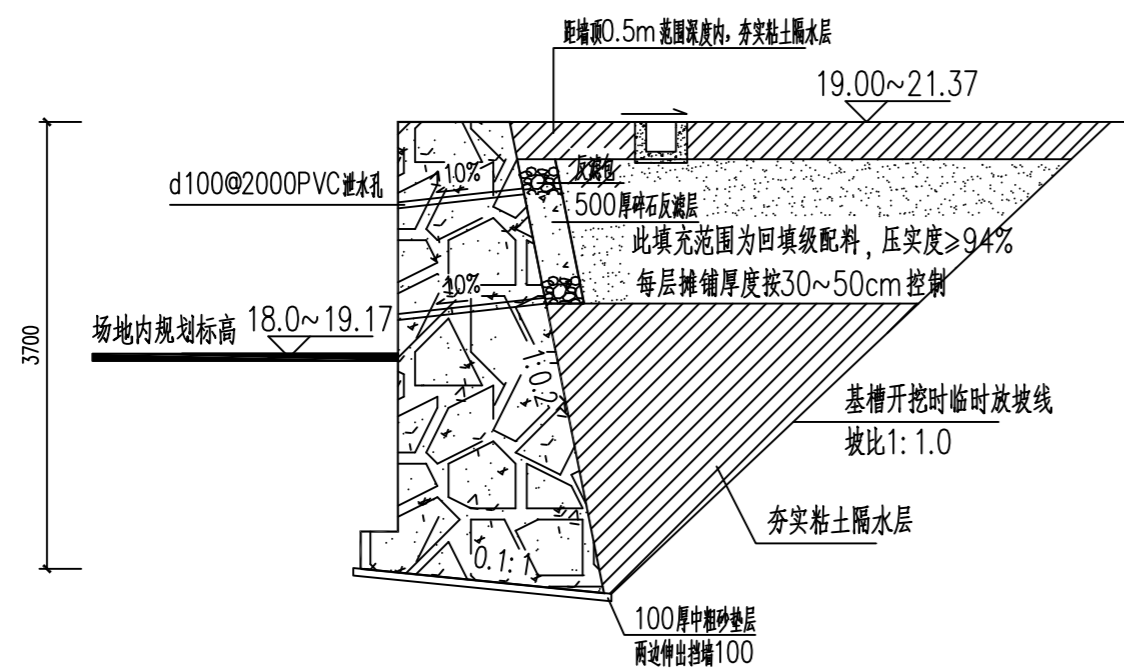 距墙顶0.5m范围深度内，夯实粘土隔水层
19.00~21.37
10%
反滤包
d100@2000PVC泄水孔
500厚碎石反滤层
此填充范围为回填级配料，压实度≥94%
每层摊铺厚度按30~50cm控制
10%
场地内规划标高
18.0~19.17
3700
1:0.2
基槽开挖时临时放坡线
坡比1:1.0
夯实粘土隔水层
0.1:1
100厚中粗砂垫层
两边伸出挡墙100